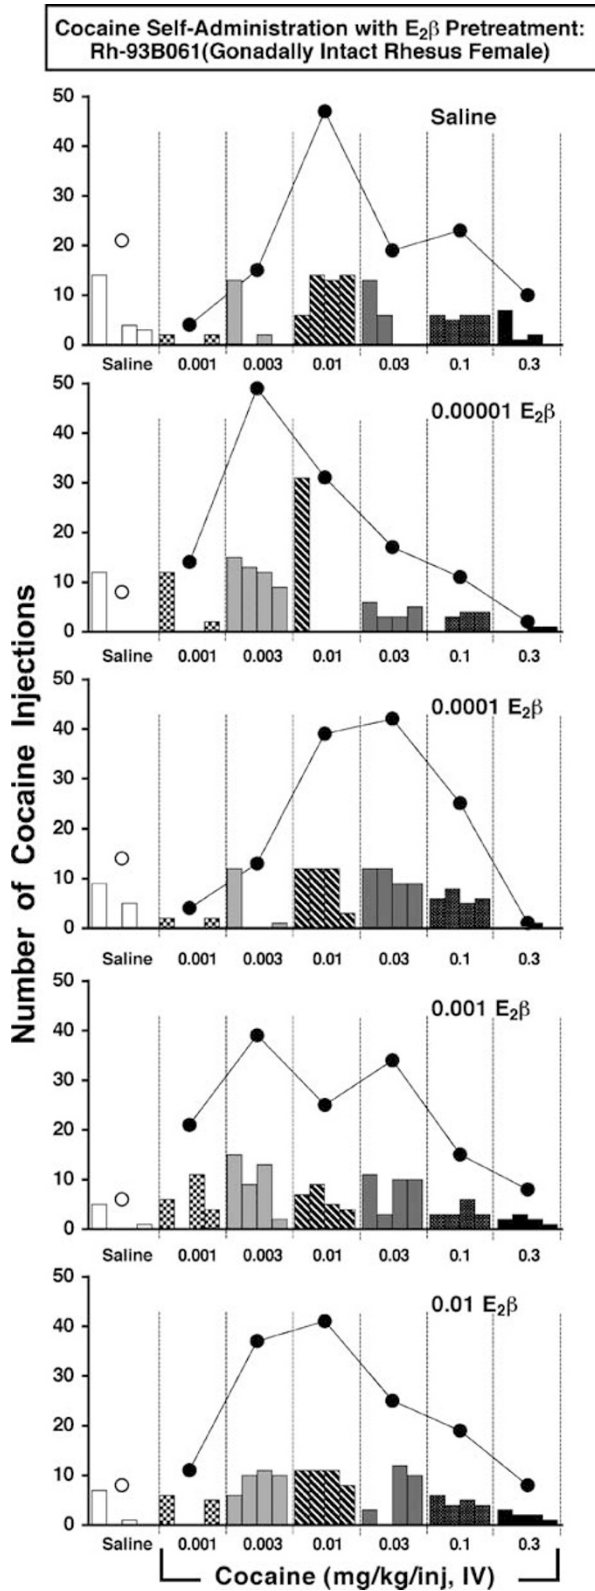 Cocaine Self-Administration with E₂β Pretreatment:
Rh-93B061(Gonadally Intact Rhesus Female)
Number of Cocaine Injections
Saline
50
40
30
20
10
0
Saline 0.001 0.003 0.01 0.03 0.1 0.3
0.00001 E₂β
50
40
30
20
10
0
Saline 0.001 0.003 0.01 0.03 0.1 0.3
0.0001 E₂β
50
40
30
20
10
0
Saline 0.001 0.003 0.01 0.03 0.1 0.3
0.001 E₂β
50
40
30
20
10
0
Saline 0.001 0.003 0.01 0.03 0.1 0.3
0.01 E₂β
50
40
30
20
10
0
Saline 0.001 0.003 0.01 0.03 0.1 0.3
Cocaine (mg/kg/inj, IV)